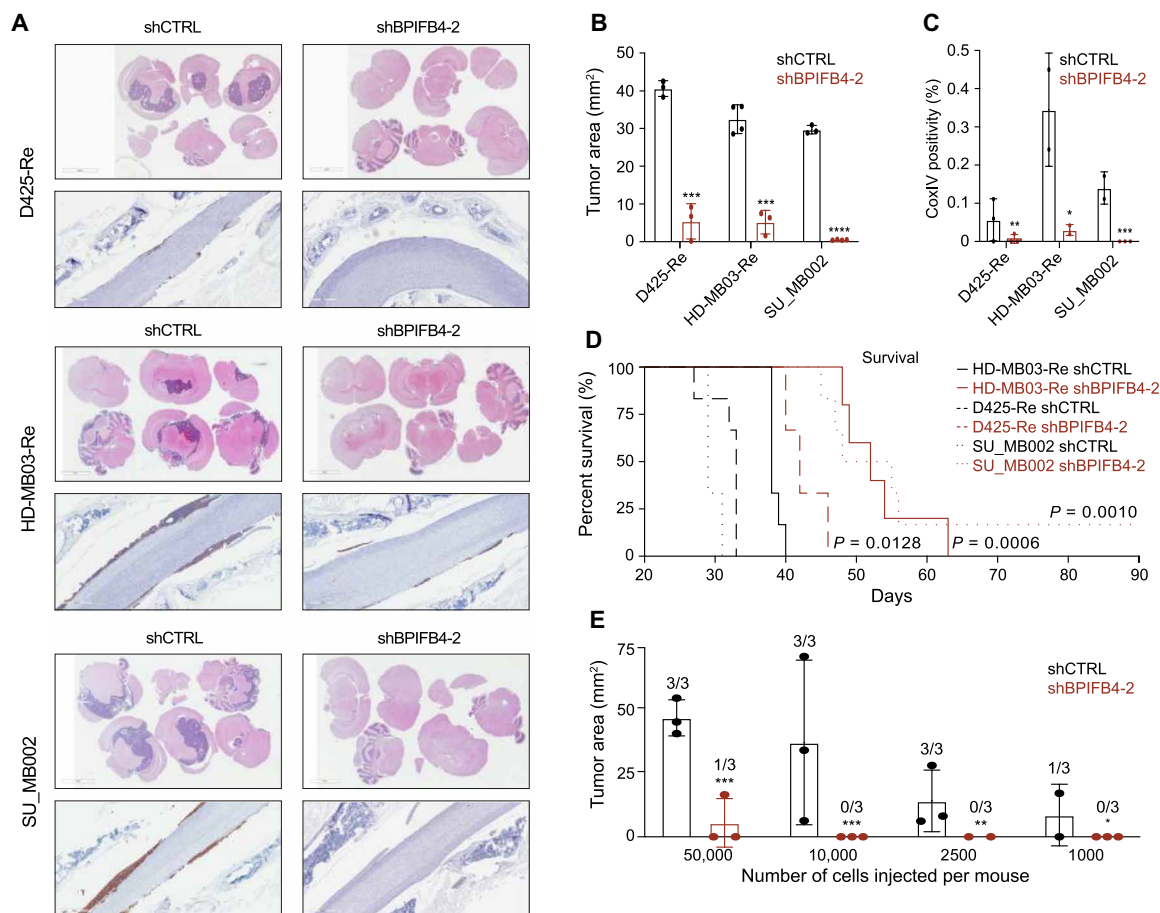 A
shCTRL
shBPIFB4-2
D425-Re
shCTRL
shBPIFB4-2
HD-MB03-Re
shCTRL
shBPIFB4-2
SU_MB002
B
50
40
30
20
10
0
Tumor area (mm²)
shCTRL
shBPIFB4-2
***
***
****
D425-Re
HD-MB03-Re
SU_MB002
C
0.5
0.4
0.3
0.2
0.1
0
CoxIV positivity (%)
shCTRL
shBPIFB4-2
**
*
***
D425-Re
HD-MB03-Re
SU_MB002
D
Survival
100
75
50
25
0
Percent survival (%)
HD-MB03-Re shCTRL
HD-MB03-Re shBPIFB4-2
D425-Re shCTRL
D425-Re shBPIFB4-2
SU_MB002 shCTRL
SU_MB002 shBPIFB4-2
P = 0.0010
P = 0.0128
P = 0.0006
20 30 40 50 60 70 80 90
Days
E
75
50
25
0
Tumor area (mm²)
shCTRL
shBPIFB4-2
3/3
1/3
***
3/3
0/3
***
3/3
0/3
**
1/3
0/3
*
50,000 10,000 2500 1000
Number of cells injected per mouse